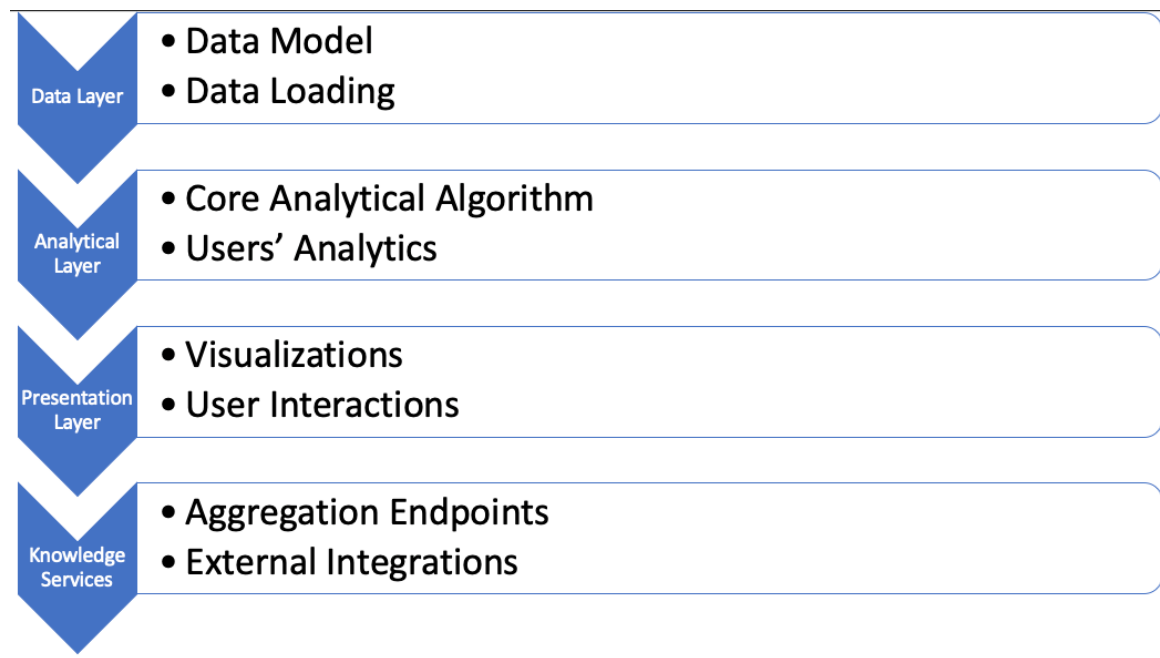 Data Layer
• Data Model
• Data Loading
Analytical
Layer
• Core Analytical Algorithm
• Users’ Analytics
Presentation
Layer
• Visualizations
• User Interactions
Knowledge
Services
• Aggregation Endpoints
• External Integrations